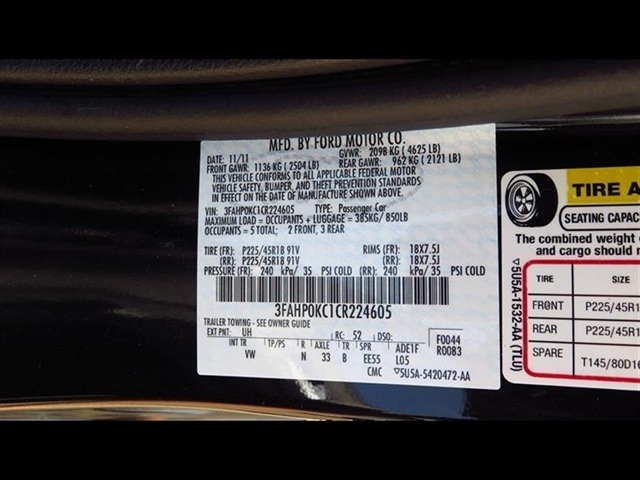 MFD. BY FORD MOTOR CO.
DATE: 11/11 GVWR: 2098 KG ( 4625 LB)
FRONT GAWR: 1136 KG ( 2504 LB) REAR GAWR: 962 KG ( 2121 LB)
THIS VEHICLE CONFORMS TO ALL APPLICABLE FEDERAL MOTOR
VEHICLE SAFETY, BUMPER, AND THEFT PREVENTION STANDARDS
IN EFFECT ON THE DATE OF MANUFACTURE SHOWN ABOVE.
VIN: 3FAHP0KC1CR224605 TYPE: Passenger Car
MAXIMUM LOAD = OCCUPANTS + LUGGAGE = 385KG/ 850LB
OCCUPANTS = 5 TOTAL: 2 FRONT, 3 REAR
TIRE (FR): P225/45R18 91V RIMS (FR): 18X7.5J
(RR): P225/45R18 91V (RR): 18X7.5J
PRESSURE (FR): 240 kPa/ 35 PSI COLD (RR): 240 kPa/ 35 PSI COLD
3FAHP0KC1CR224605
TRAILER TOWING - SEE OWNER GUIDE
EXT PNT: UH RC: 52 DSO: F0044
INT TR TP/PS R AXLE TR SPR ADE1F R0083
VW N 33 B EE55 L05
CMC ▽5U5A-5420472-AA
TIRE A
SEATING CAPAC
The combined weight
and cargo should
TIRE SIZE
FRONT P225/45R1
REAR P225/45R1
SPARE T145/80D16
▽5U5A-1532-AA (TLU)